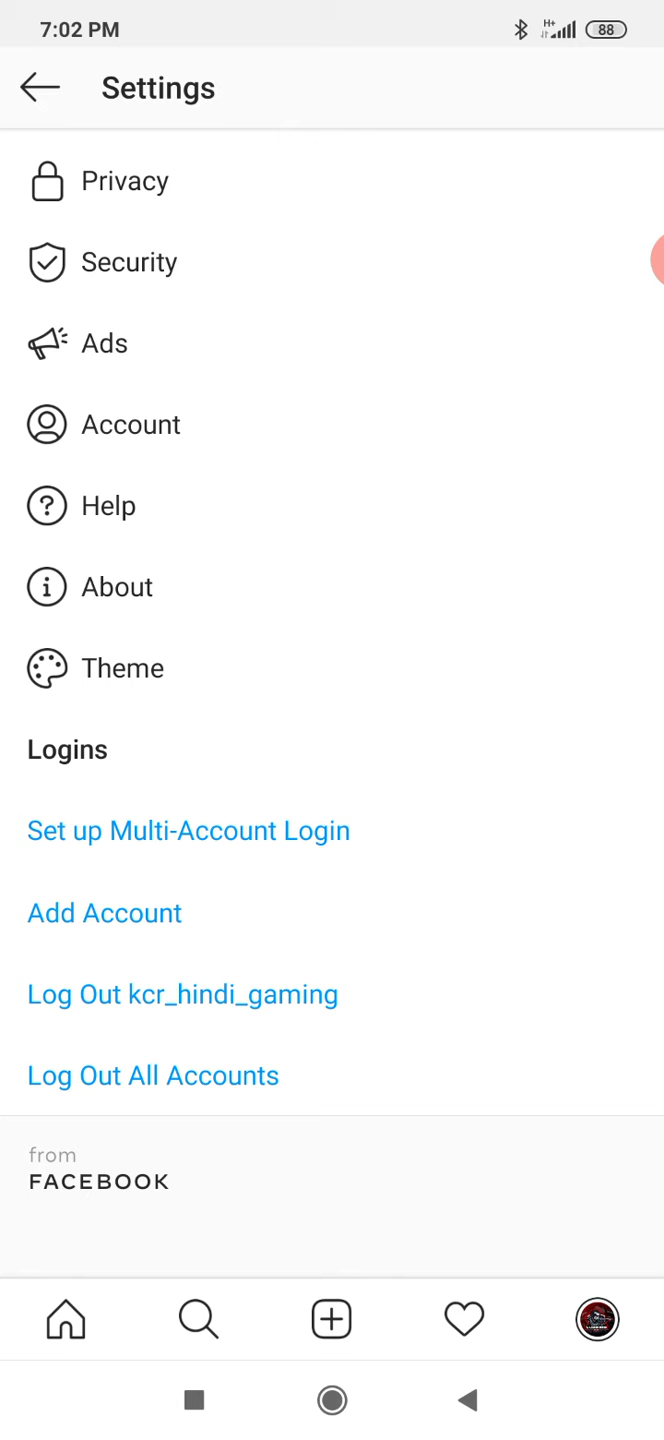 7:02 PM
H+
88
Settings
Privacy
Security
Ads
Account
Help
About
Theme
Logins
Set up Multi-Account Login
Add Account
Log Out kcr_hindi_gaming
Log Out All Accounts
from
FACEBOOK